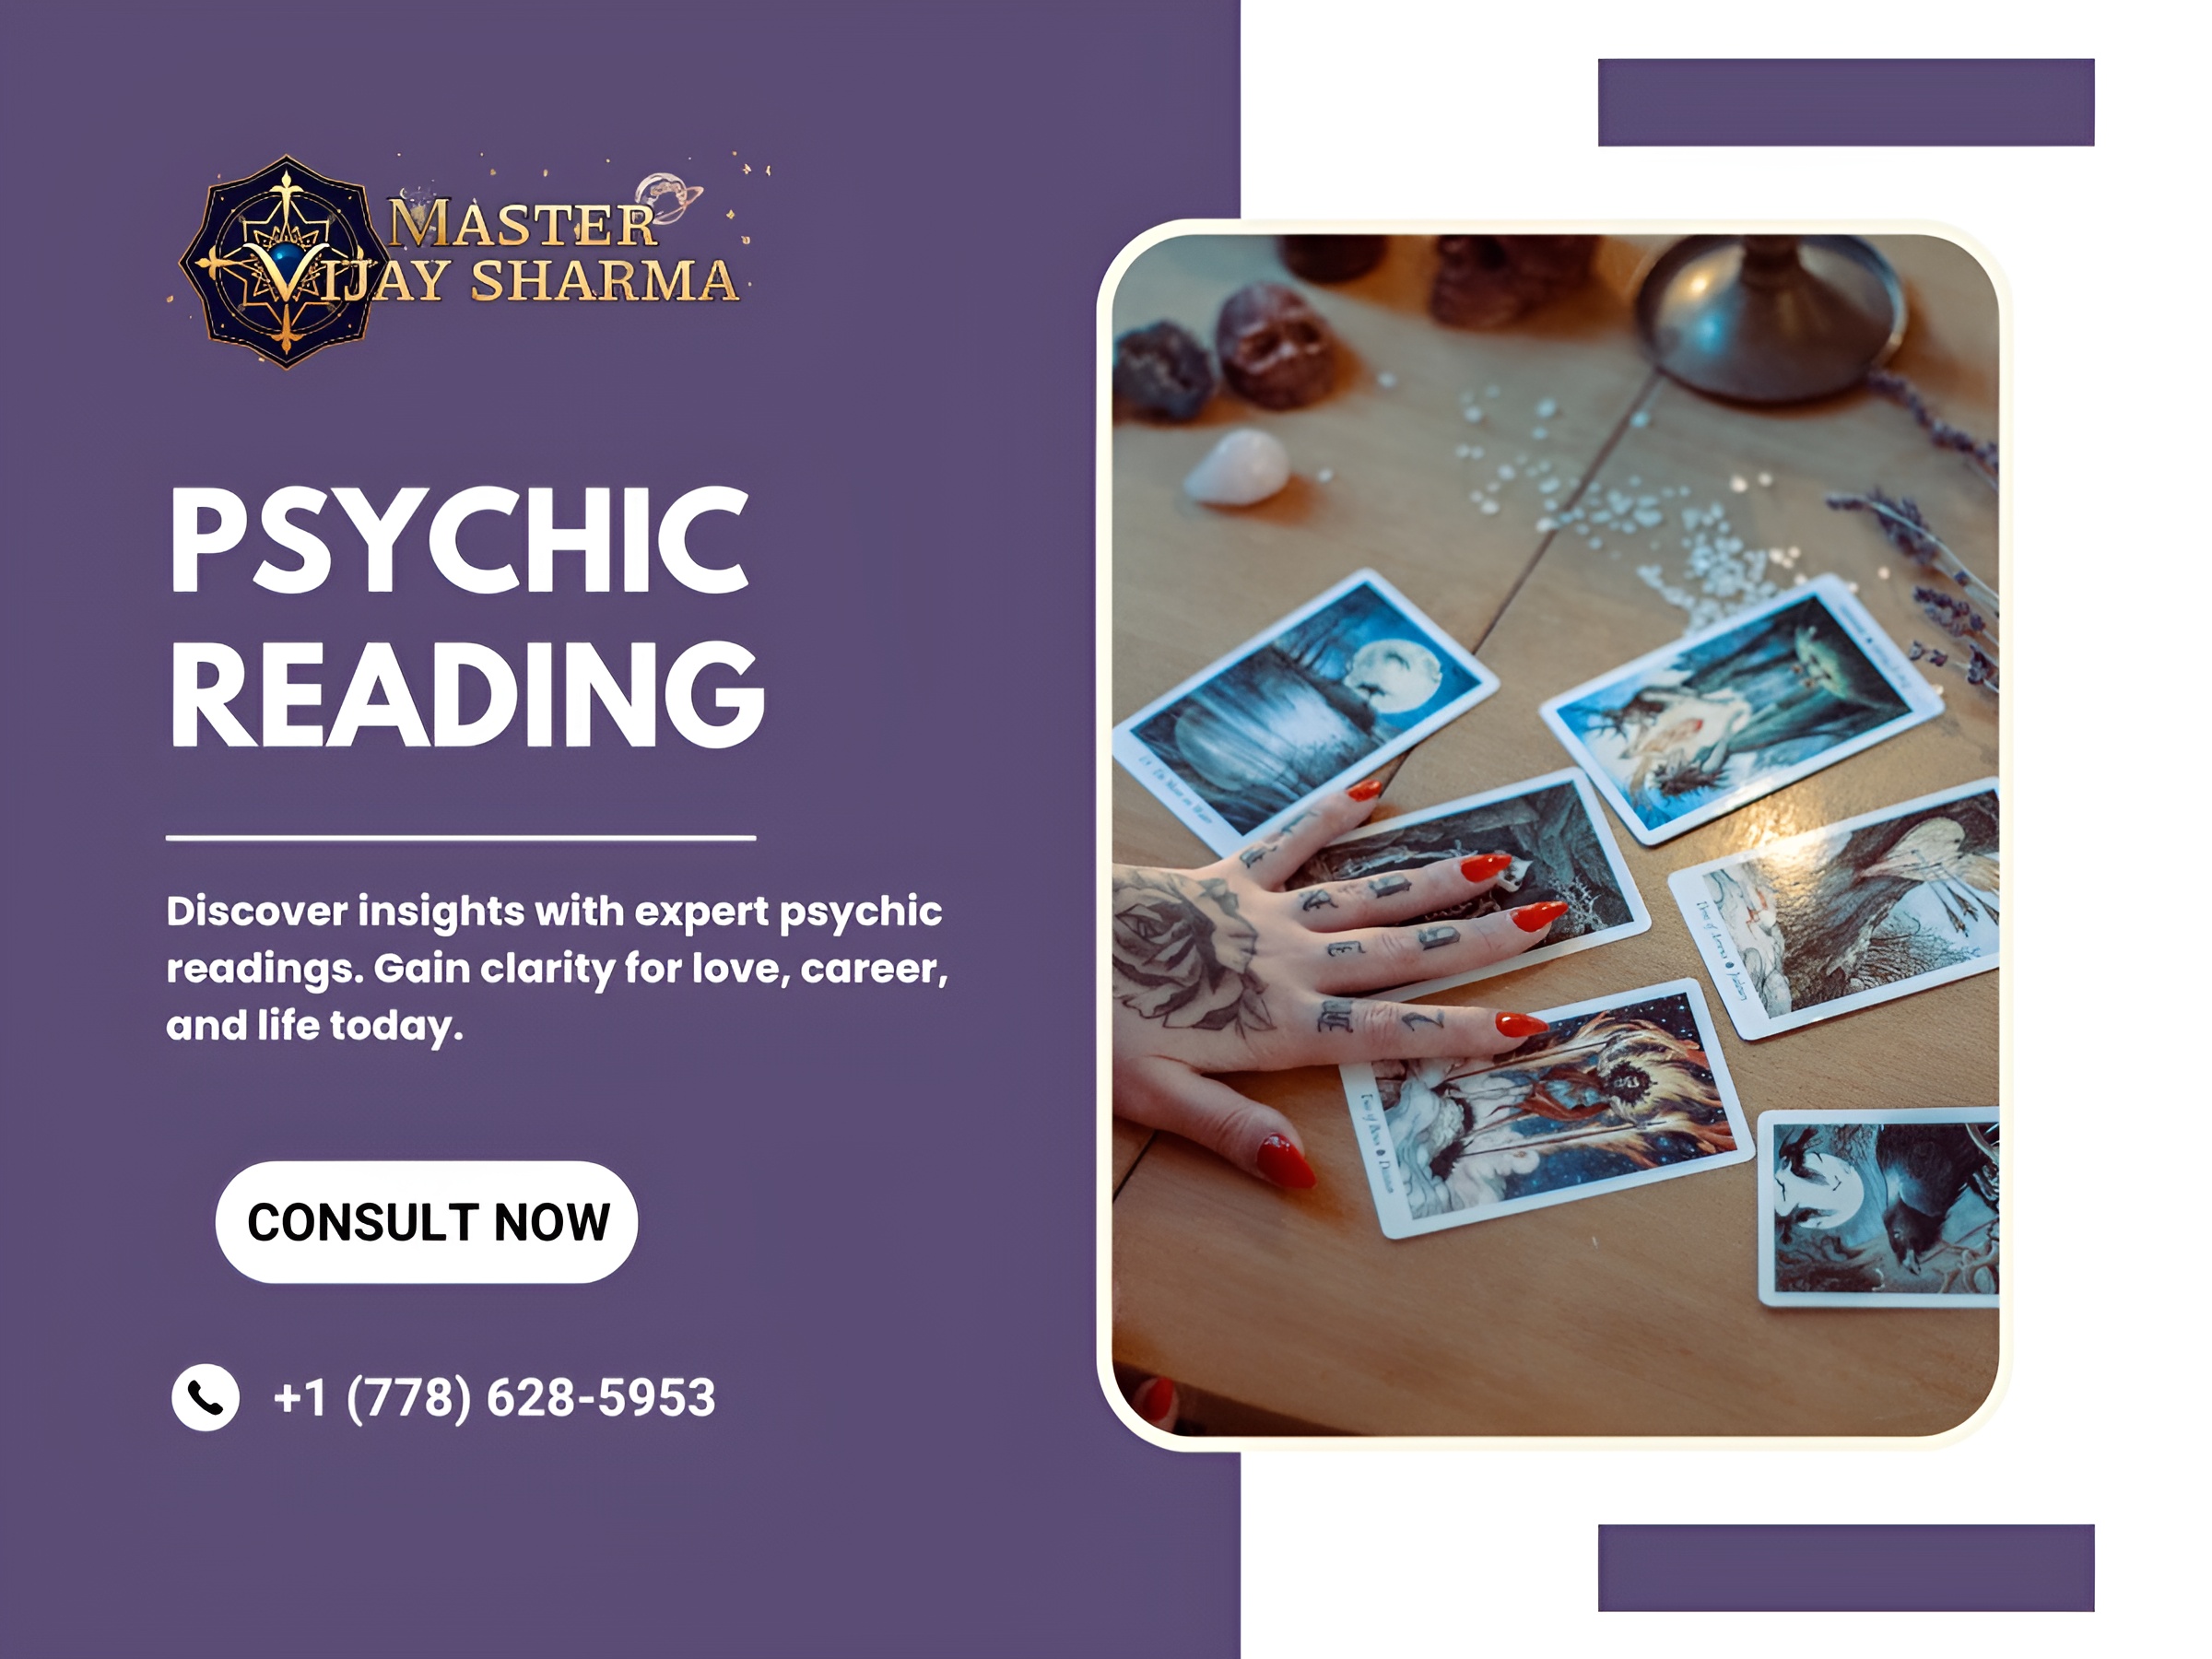 MASTER
VIJAY SHARMA
PSYCHIC
READING
Discover insights with expert psychic
readings. Gain clarity for love, career,
and life today.
CONSULT NOW
+1 (778) 628-5953